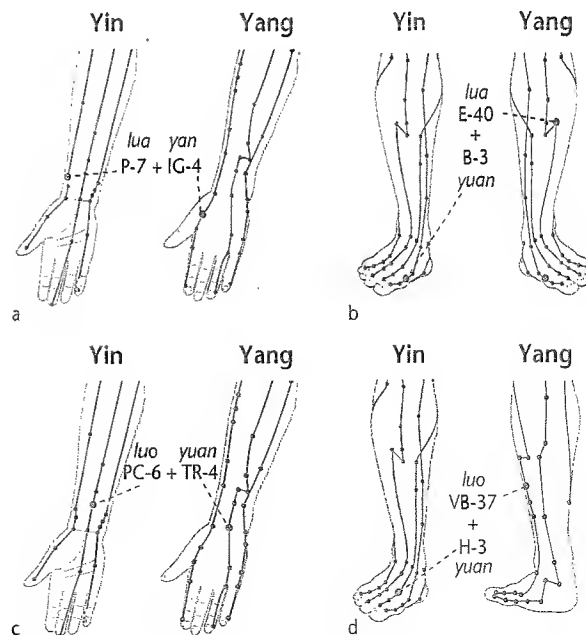 Yin Yang
lua yan
P-7 + IG-4
a
Yin Yang
lua
E-40
+
B-3
yuan
b
Yin Yang
luo yuan
PC-6 + TR-4
c
Yin Yang
luo
VB-37
+
H-3
yuan
d